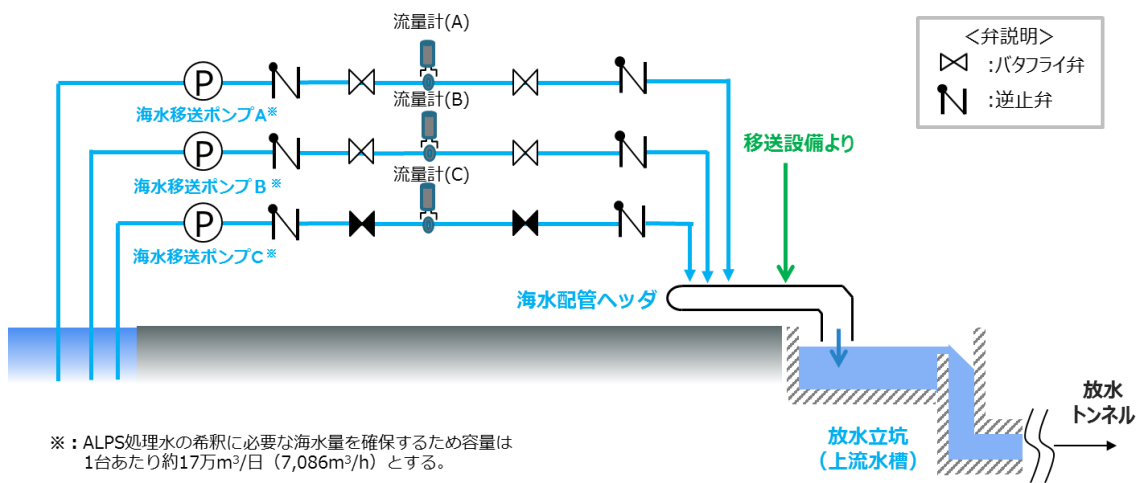 流量計(A)
<弁説明>
:バタフライ弁
:逆止弁
P
海水移送ポンプA※
流量計(B)
P
海水移送ポンプB※
移送設備より
流量計(C)
P
海水移送ポンプC※
海水配管ヘッダ
放水
トンネル
放水立坑
(上流水槽)
※:ALPS処理水の希釈に必要な海水量を確保するため容量は
1台あたり約17万m³/日(7,086m³/h)とする。